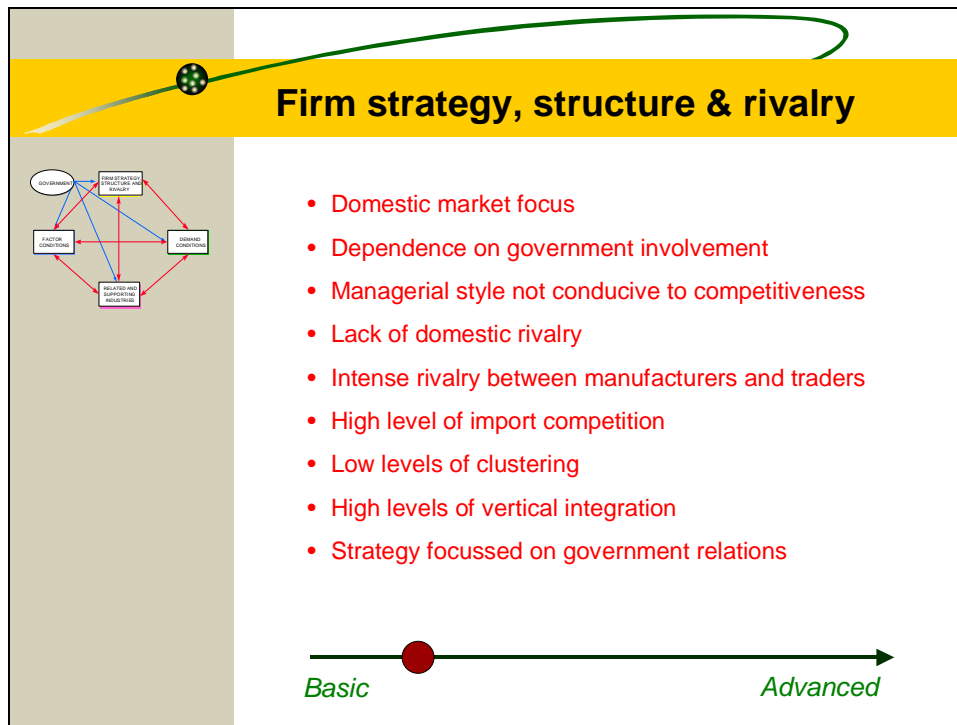 Firm strategy, structure & rivalry
GOVERNMENT
FIRM STRATEGY,
STRUCTURE AND
RIVALRY
FACTOR
CONDITIONS
DEMAND
CONDITIONS
RELATED AND
SUPPORTING
INDUSTRIES
• Domestic market focus
• Dependence on government involvement
• Managerial style not conducive to competitiveness
• Lack of domestic rivalry
• Intense rivalry between manufacturers and traders
• High level of import competition
• Low levels of clustering
• High levels of vertical integration
• Strategy focussed on government relations
Basic
Advanced